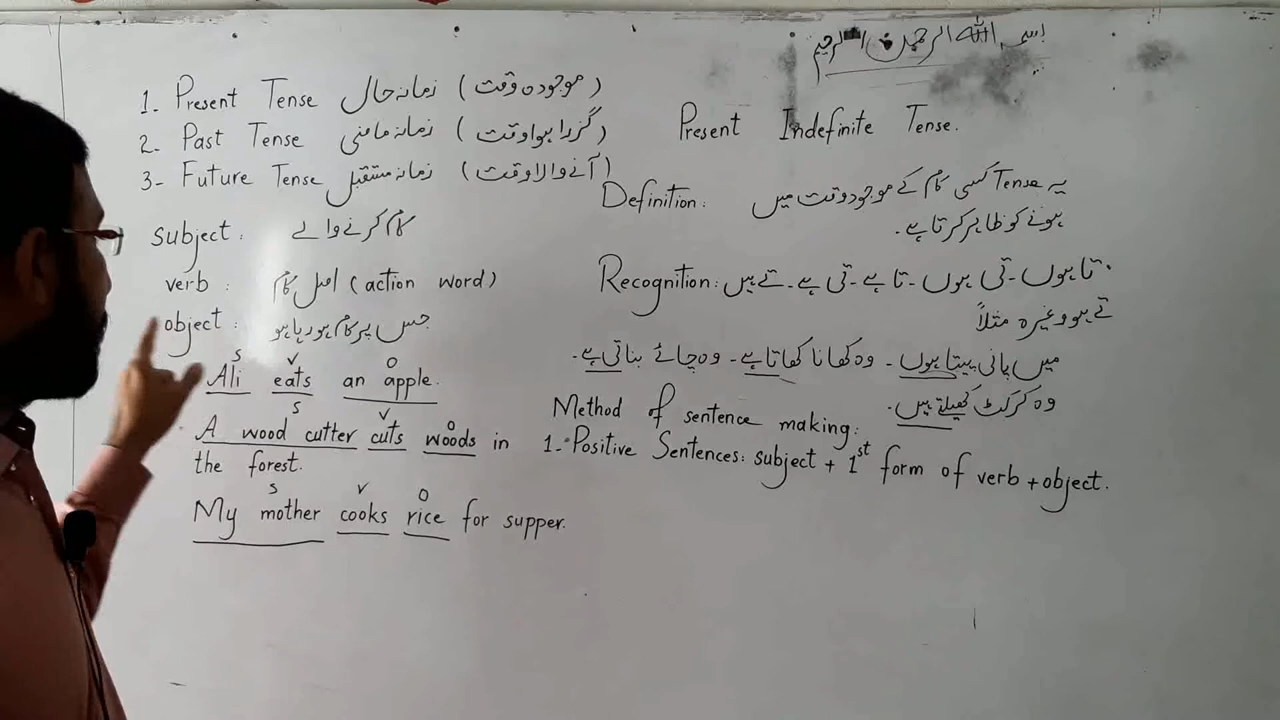 بسم اللہ الرحمٰن الرحیم
1- Present Tense زمانہ حال (موجودہ وقت)
2- Past Tense زمانہ ماضی (گزرا ہوا وقت)
3- Future Tense زمانہ مستقبل (آنے والا وقت)
subject: کام کرنے والے
verb: اصل کام (action word)
object: جس پر کام ہو رہا ہو
S V O
Ali eats an apple.
S V O
A wood cutter cuts woods in
the forest.
S V O
My mother cooks rice for supper.
Present Indefinite Tense.
Definition: یہ Tense کسی کام کے موجود وقت میں
ہونے کو ظاہر کرتا ہے۔
Recognition: تا ہوں۔ تی ہوں۔ تا ہے۔ تی ہے۔ تے ہیں
تے ہو وغیرہ مثلاً
میں پانی پیتا ہوں۔ وہ کھانا کھاتا ہے۔ وہ چائے بناتی ہے۔
وہ کرکٹ کھیلتے ہیں۔
Method of sentence making:
1- Positive Sentences: subject + 1st form of verb + object.